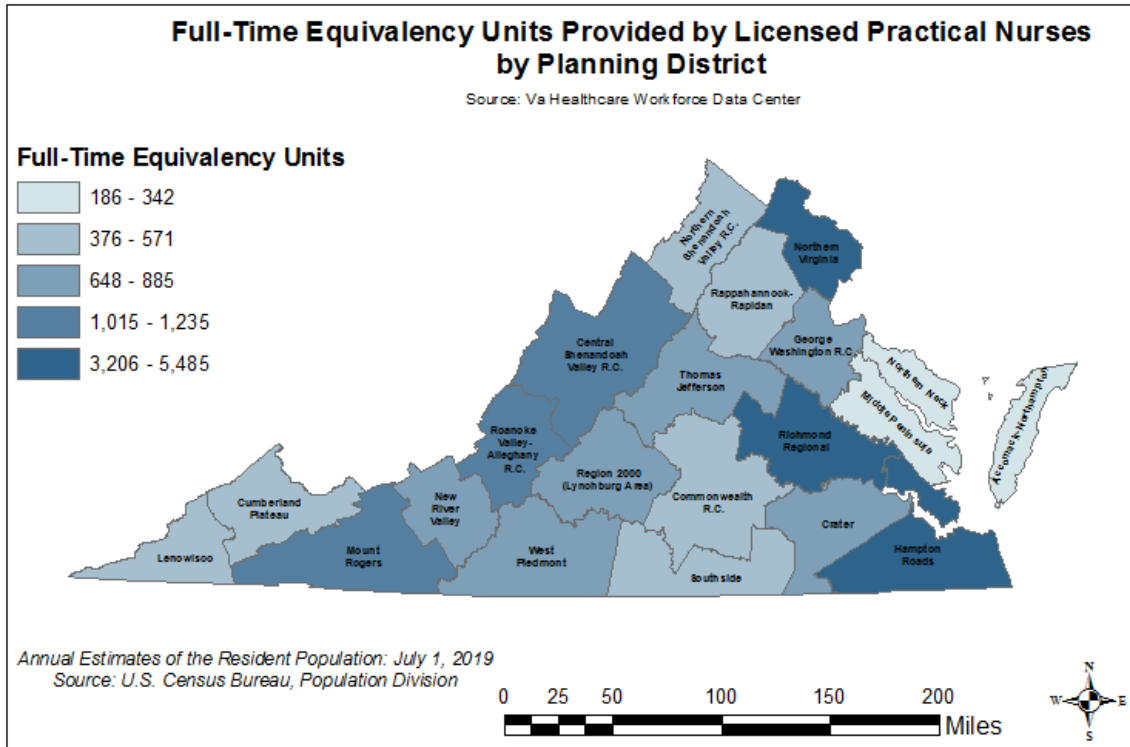 Full-Time Equivalency Units Provided by Licensed Practical Nurses
by Planning District
Source: Va Healthcare Workforce Data Center
Full-Time Equivalency Units
186 - 342
376 - 571
648 - 885
1,015 - 1,235
3,206 - 5,485
Northern
Shenandoah
Valley R.C.
Northern
Virginia
Rappahannock-
Rapidan
Central
Shenandoah
Valley R.C.
George
Washington R.C.
Northern Neck
Middle Peninsula
Accomack-Northampton
Thomas
Jefferson
Roanoke
Valley-
Alleghany
R.C.
Richmond
Regional
Region 2000
(Lynchburg Area)
Commonwealth
R.C.
Cumberland
Plateau
New
River
Valley
Crater
Lenowisco
Mount
Rogers
West
Piedmont
Southside
Hampton
Roads
Annual Estimates of the Resident Population: July 1, 2019
Source: U.S. Census Bureau, Population Division
0 25 50 100 150 200
Miles
N
W E
S